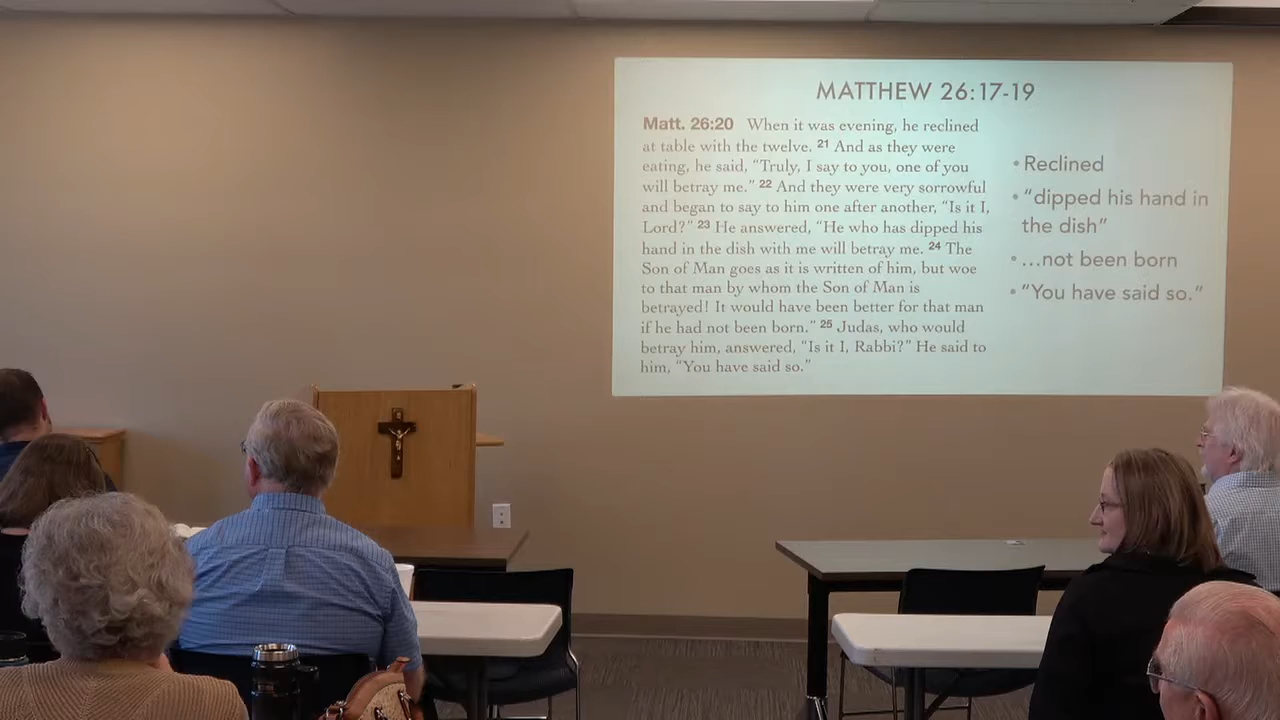 MATTHEW 26:17-19
Matt. 26:20 When it was evening, he reclined
at table with the twelve. 21 And as they were
eating, he said, “Truly, I say to you, one of you
will betray me.” 22 And they were very sorrowful
and began to say to him one after another, “Is it I,
Lord?” 23 He answered, “He who has dipped his
hand in the dish with me will betray me. 24 The
Son of Man goes as it is written of him, but woe
to that man by whom the Son of Man is
betrayed! It would have been better for that man
if he had not been born.” 25 Judas, who would
betray him, answered, “Is it I, Rabbi?” He said to
him, “You have said so.”
• Reclined
• “dipped his hand in
the dish”
• …not been born
• “You have said so.”